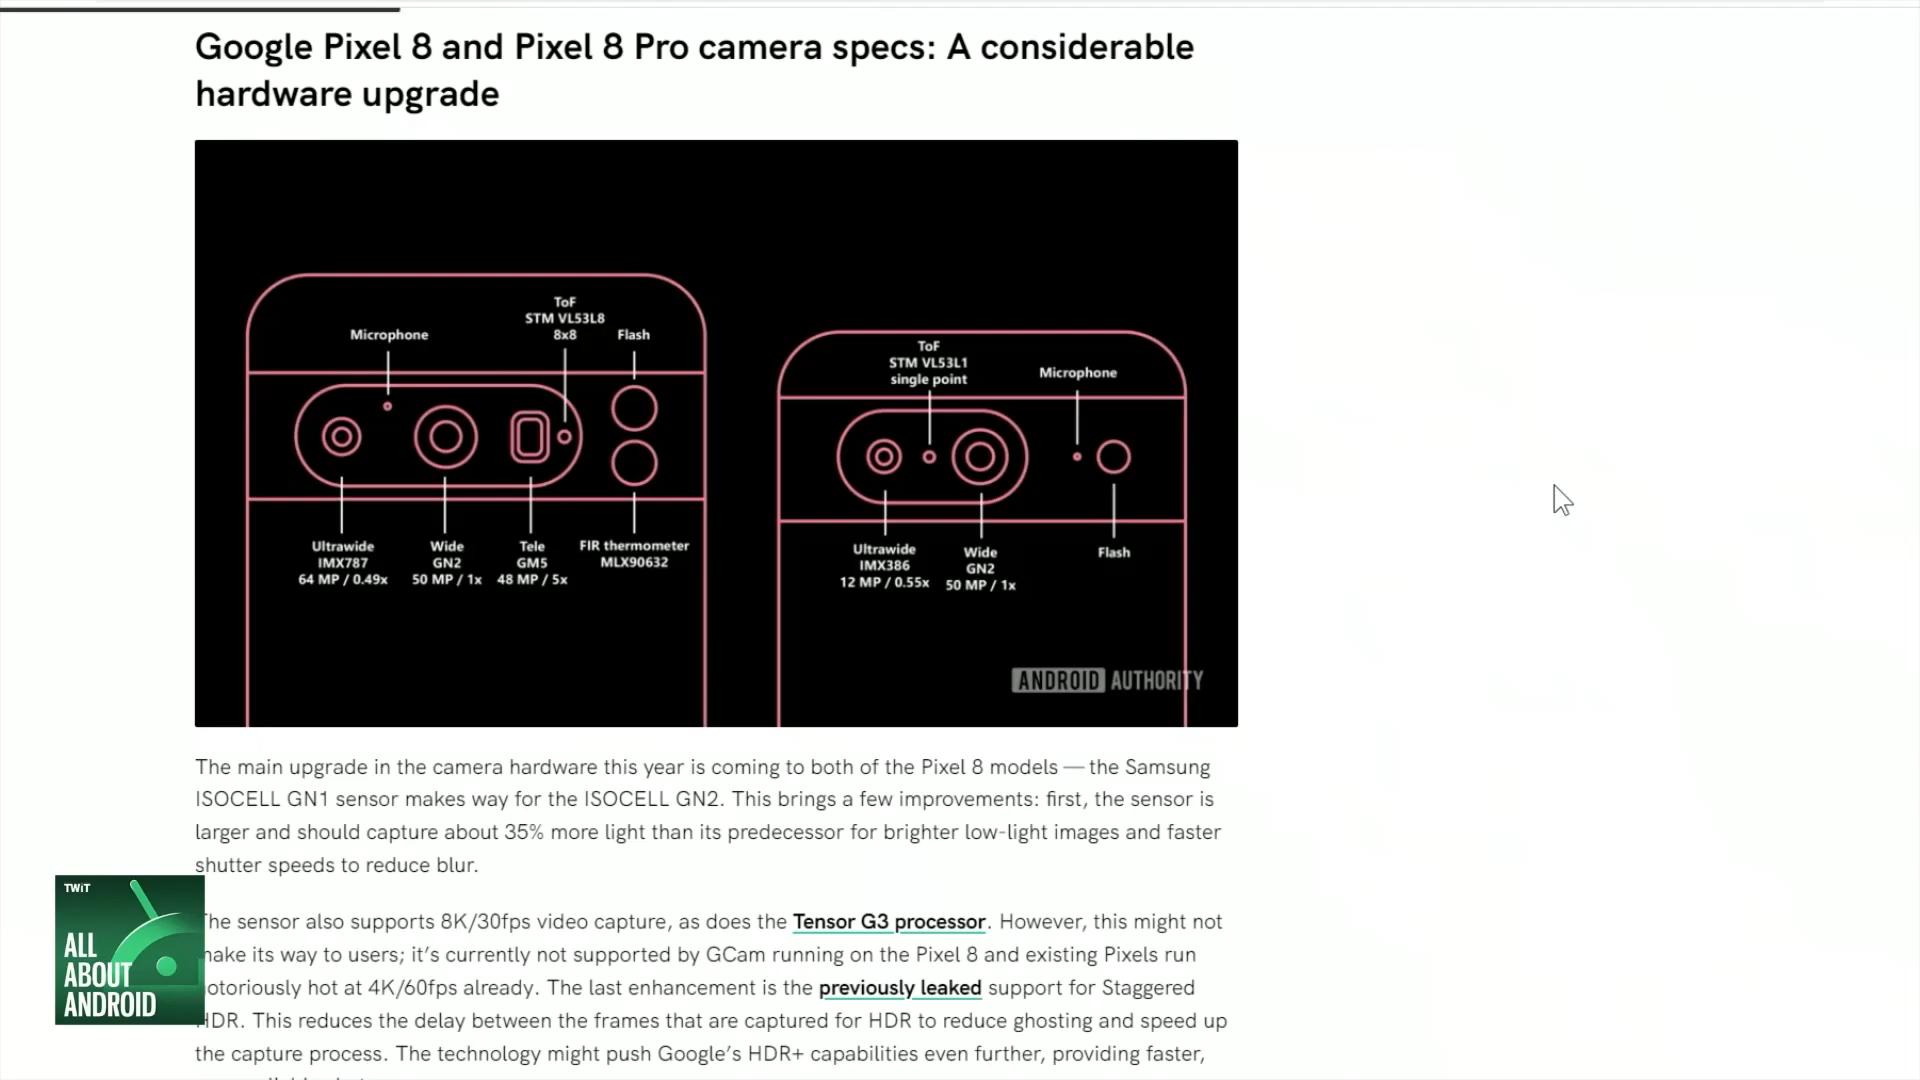 Google Pixel 8 and Pixel 8 Pro camera specs: A considerable
hardware upgrade
Microphone
ToF
STM VL53L8
8x8
Flash
Ultrawide
IMX787
64 MP / 0.49x
Wide
GN2
50 MP / 1x
Tele
GM5
48 MP / 5x
FIR thermometer
MLX90632
ToF
STM VL53L1
single point
Microphone
Ultrawide
IMX386
12 MP / 0.55x
Wide
GN2
50 MP / 1x
Flash
ANDROID AUTHORITY
The main upgrade in the camera hardware this year is coming to both of the Pixel 8 models — the Samsung
ISOCELL GN1 sensor makes way for the ISOCELL GN2. This brings a few improvements: first, the sensor is
larger and should capture about 35% more light than its predecessor for brighter low-light images and faster
shutter speeds to reduce blur.
The sensor also supports 8K/30fps video capture, as does the Tensor G3 processor. However, this might not
make its way to users; it's currently not supported by GCam running on the Pixel 8 and existing Pixels run
notoriously hot at 4K/60fps already. The last enhancement is the previously leaked support for Staggered
HDR. This reduces the delay between the frames that are captured for HDR to reduce ghosting and speed up
the capture process. The technology might push Google's HDR+ capabilities even further, providing faster,
TWiT
ALL
ABOUT
ANDROID